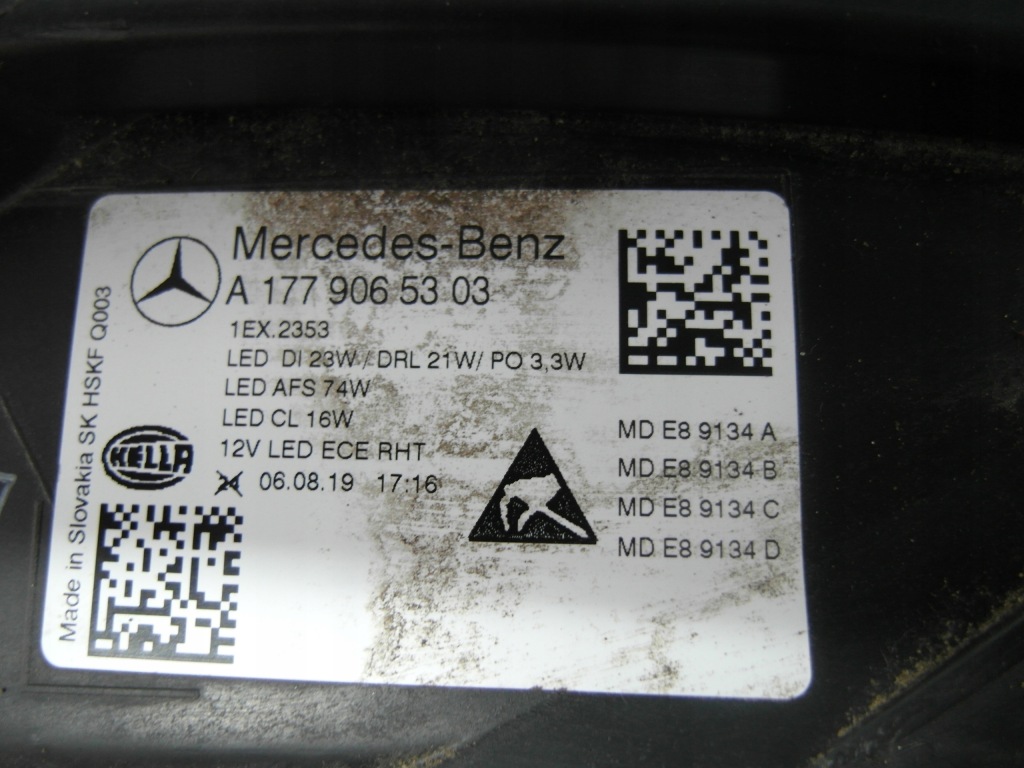 Mercedes-Benz
A 177 906 53 03
1EX.2353
LED DI 23W / DRL 21W / PO 3,3W
LED AFS 74W
LED CL 16W
12V LED ECE RHT
24 06.08.19 17:16
HELLA
Made in Slovakia SK HSKF Q003
MD E8 9134 A
MD E8 9134 B
MD E8 9134 C
MD E8 9134 D